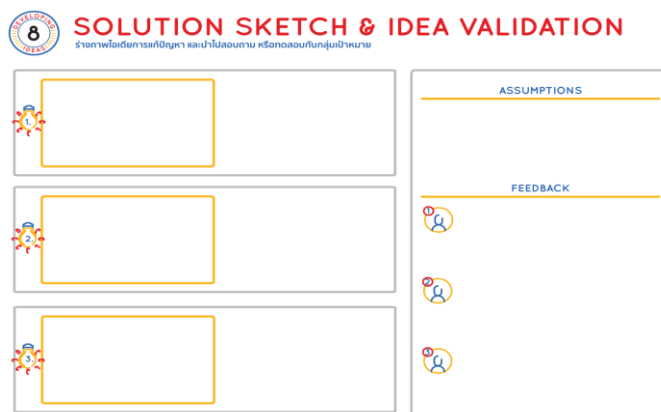 DEVELOPING
8
IDEAS
SOLUTION SKETCH & IDEA VALIDATION
ร่างภาพไอเดียการแก้ปัญหา และนำไปสอบถาม หรือทดสอบกับกลุ่มเป้าหมาย
1.
2.
3.
ASSUMPTIONS
FEEDBACK
1
2
3